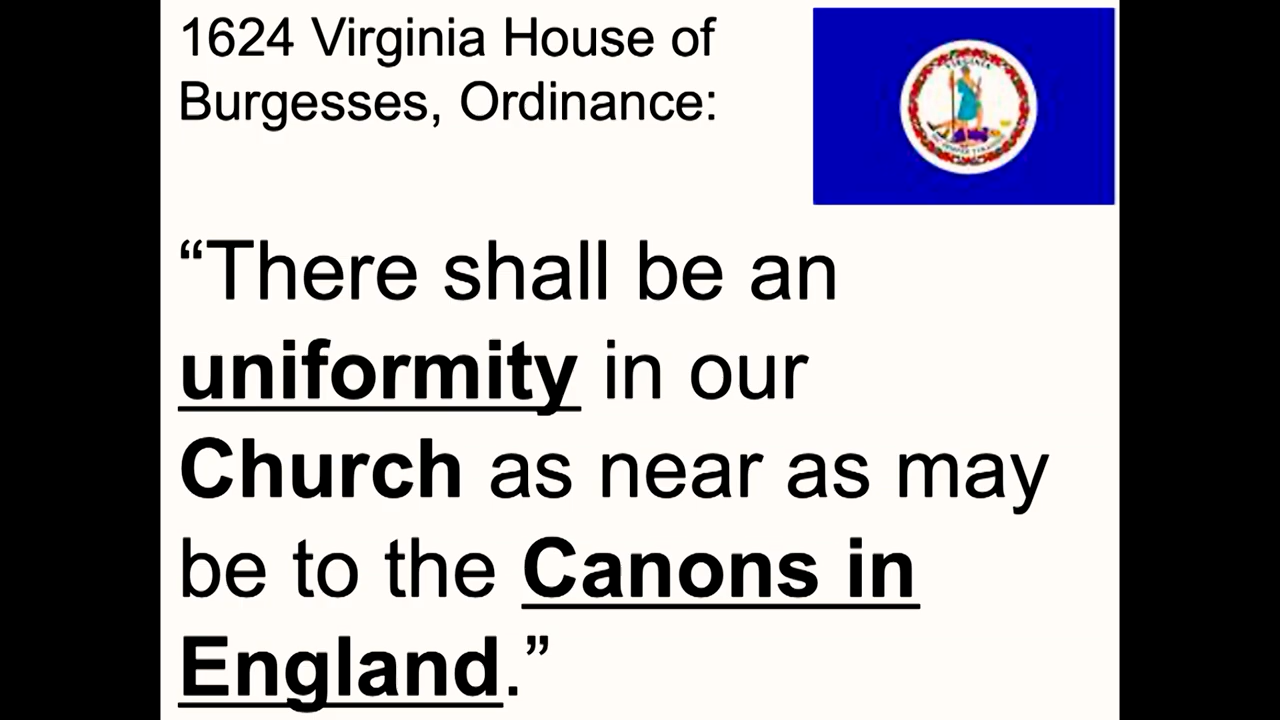 1624 Virginia House of
Burgesses, Ordinance:
VIRGINIA
“There shall be an
uniformity in our
Church as near as may
be to the Canons in
England.”